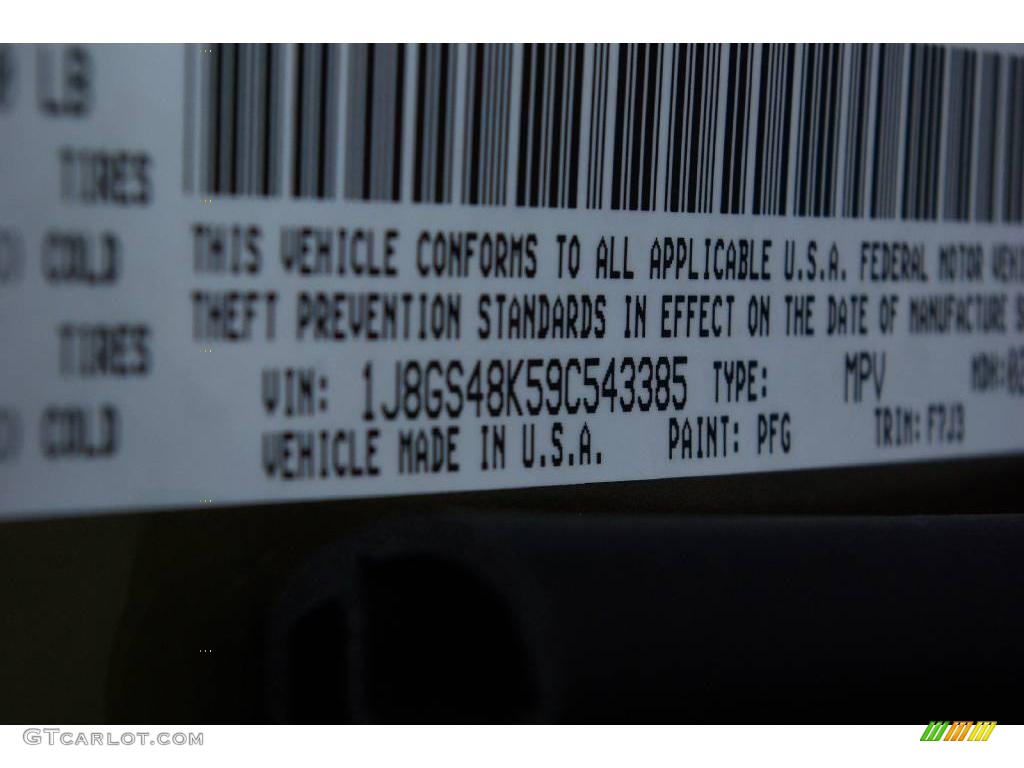 LB
TIRES
COLD
TIRES
COLD
THIS VEHICLE CONFORMS TO ALL APPLICABLE U.S.A. FEDERAL MOTOR
THEFT PREVENTION STANDARDS IN EFFECT ON THE DATE OF MANUFACTURE
VIN: 1J8GS48K59C543385 TYPE: MPV MDH:
VEHICLE MADE IN U.S.A. PAINT: PFG TRIM: F7J3
GTCARLOT.COM